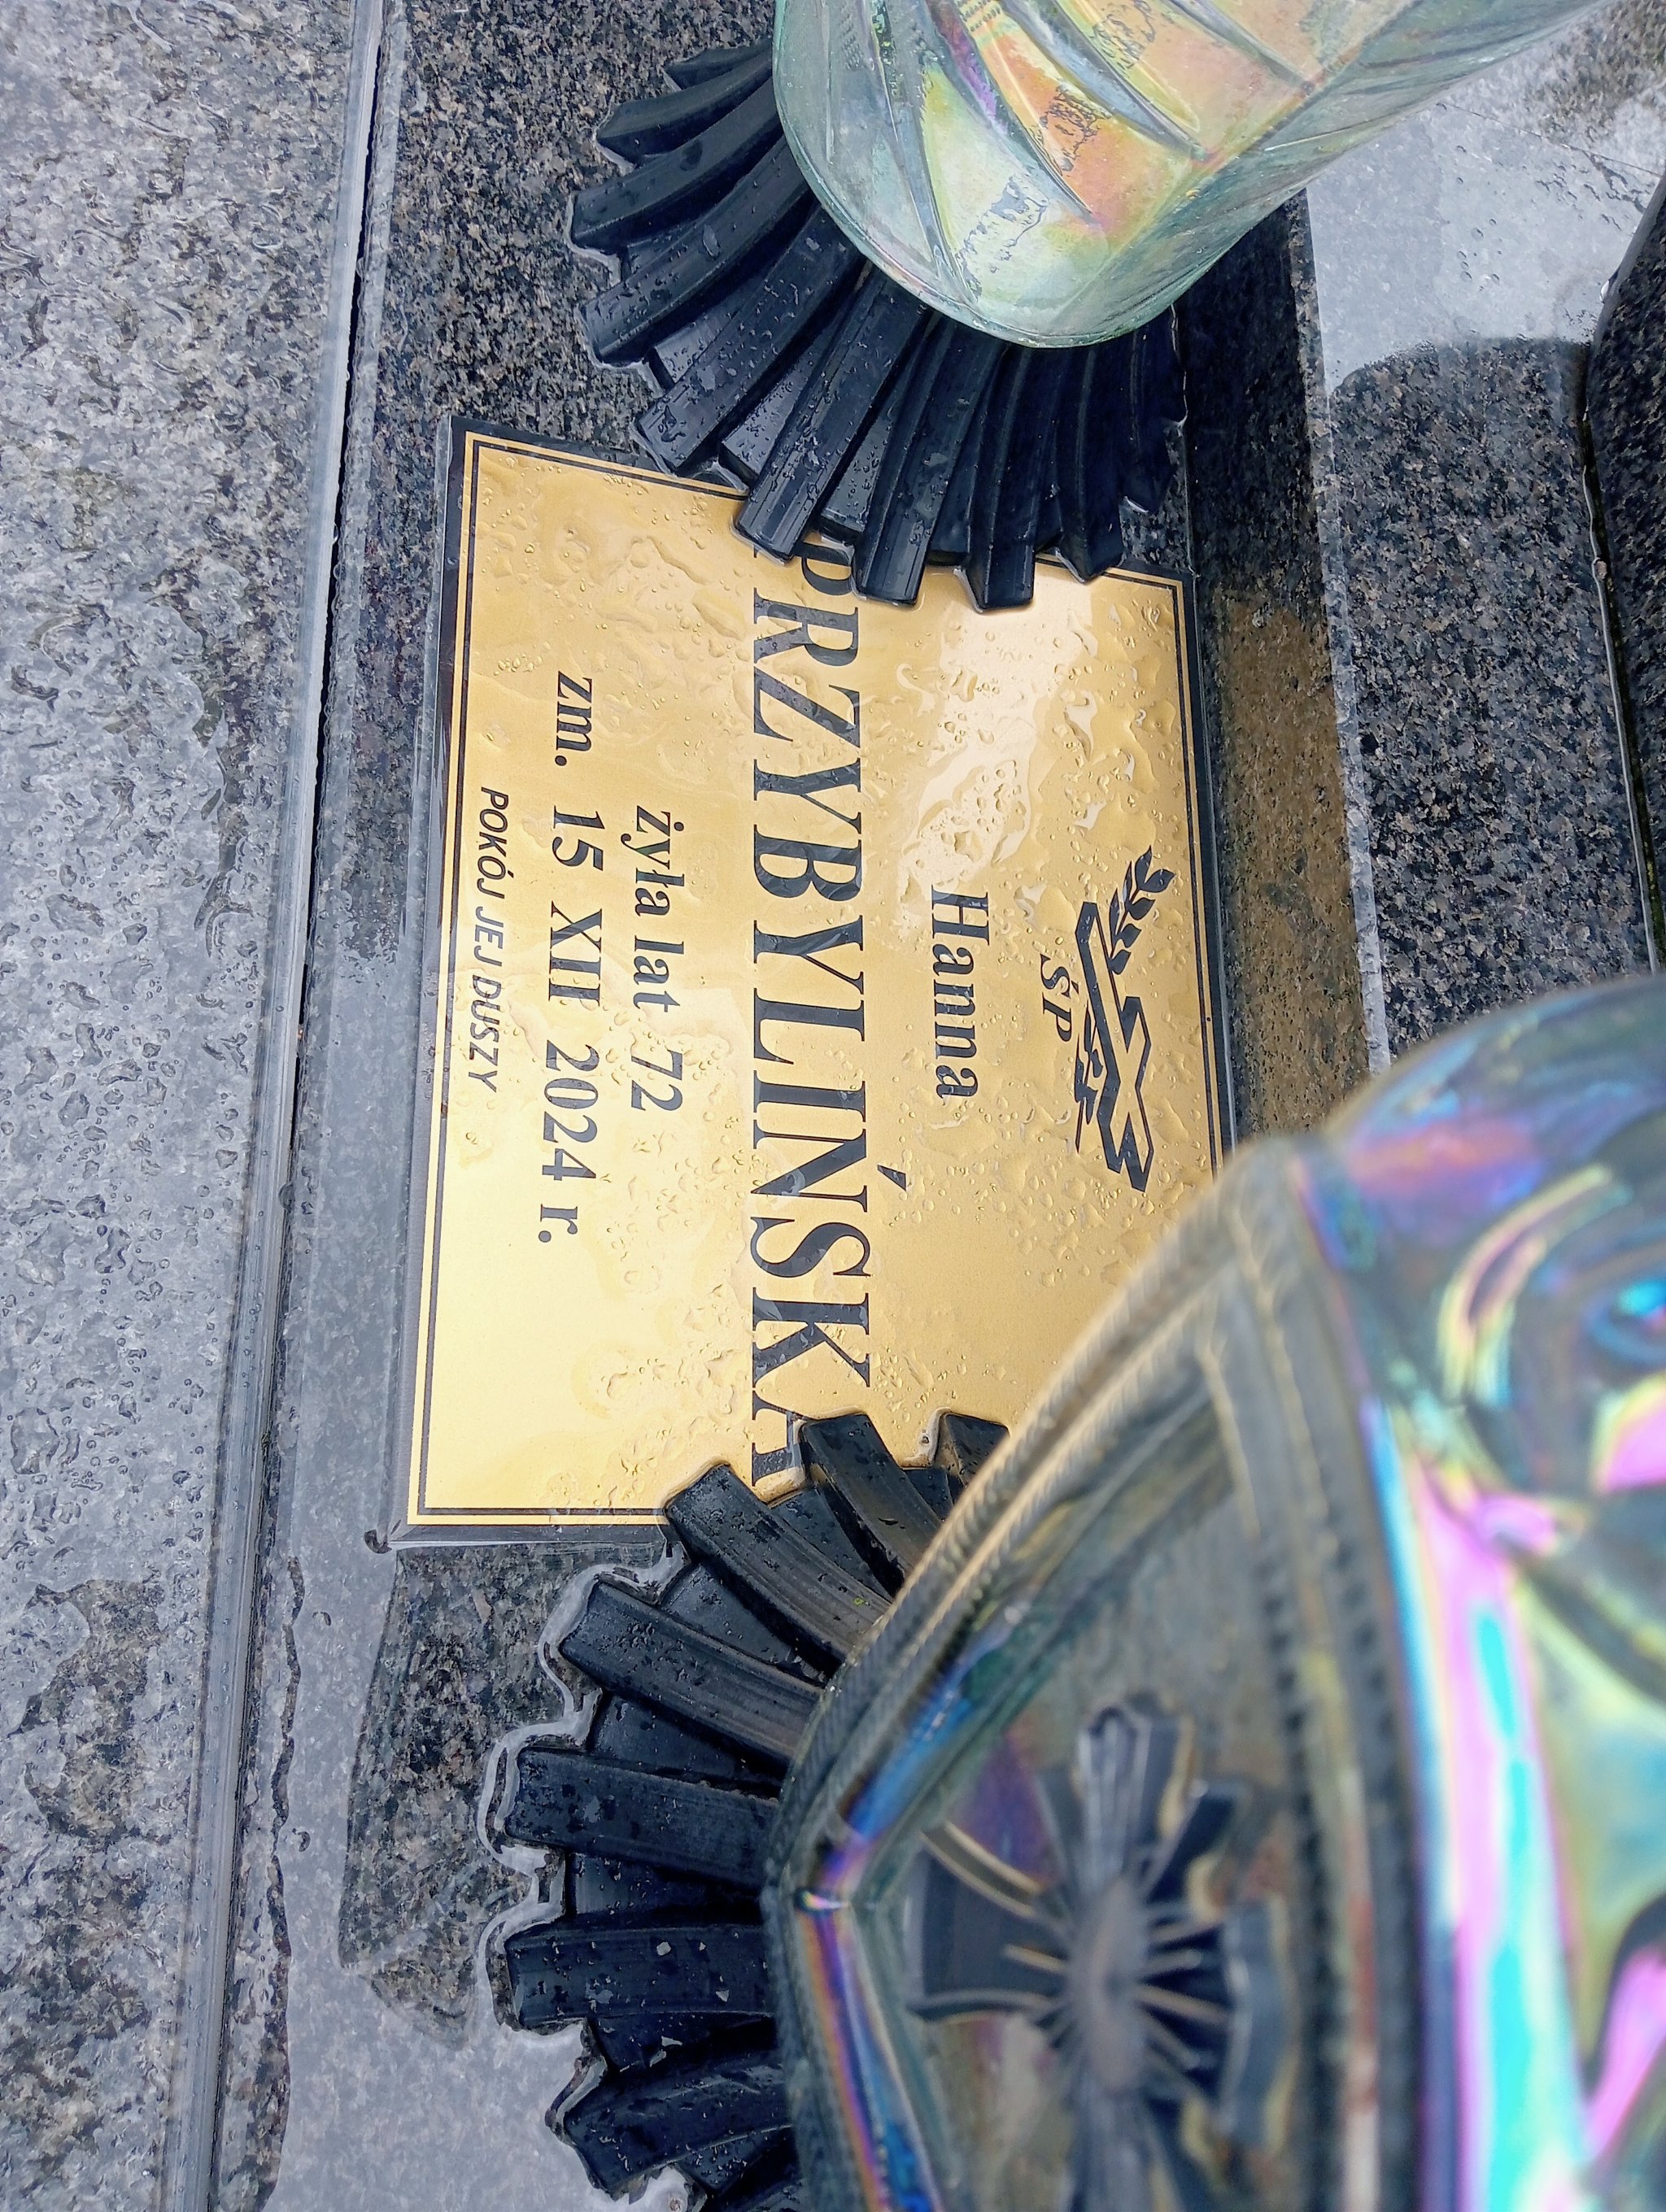 ŚP
Hanna
PRZYBYLIŃSKA
żyła lat 72
zm. 15 XII 2024 r.
POKÓJ JEJ DUSZY